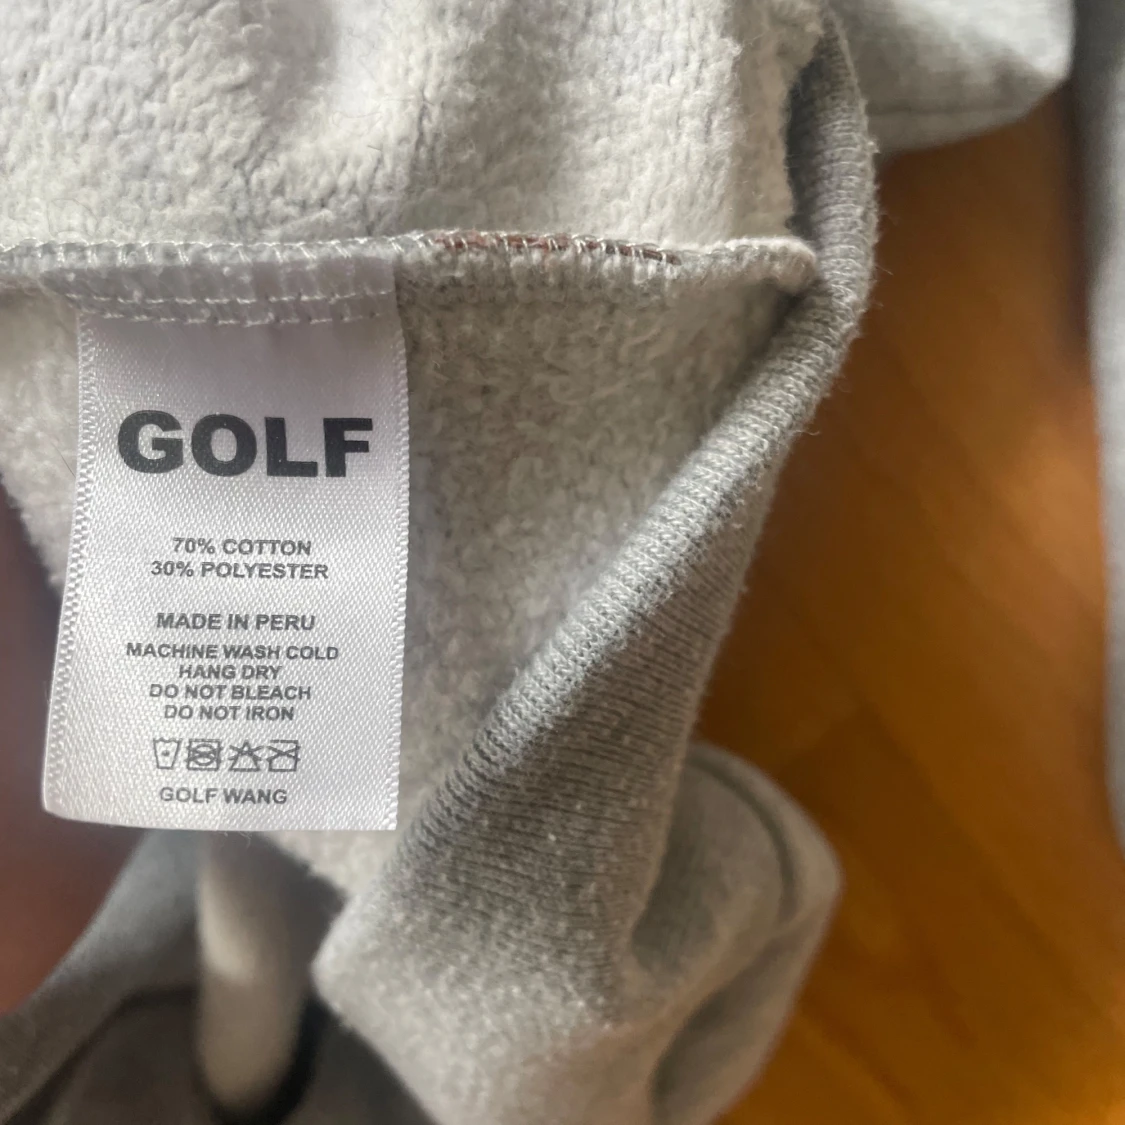 GOLF
70% COTTON
30% POLYESTER
MADE IN PERU
MACHINE WASH COLD
HANG DRY
DO NOT BLEACH
DO NOT IRON
GOLF WANG